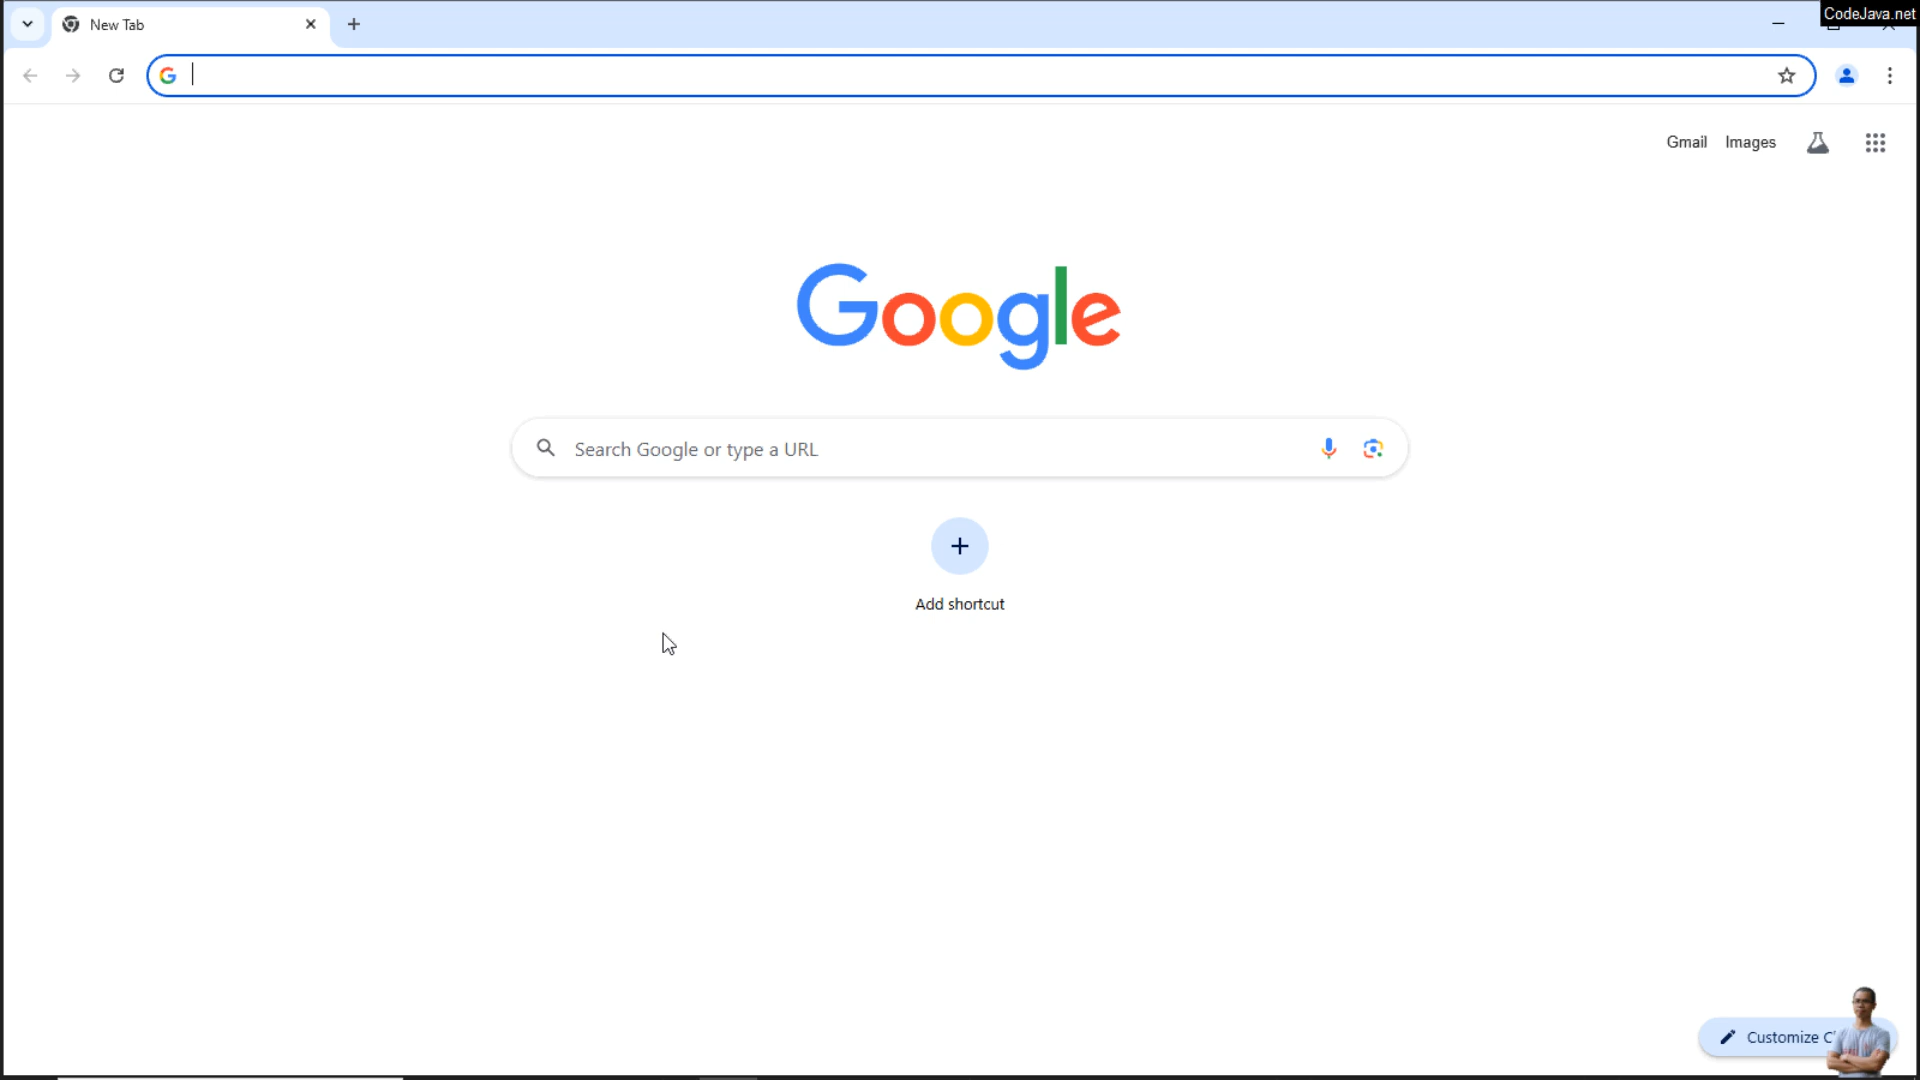 New Tab
CodeJava.net
Gmail Images
Google
Search Google or type a URL
Add shortcut
Customize C